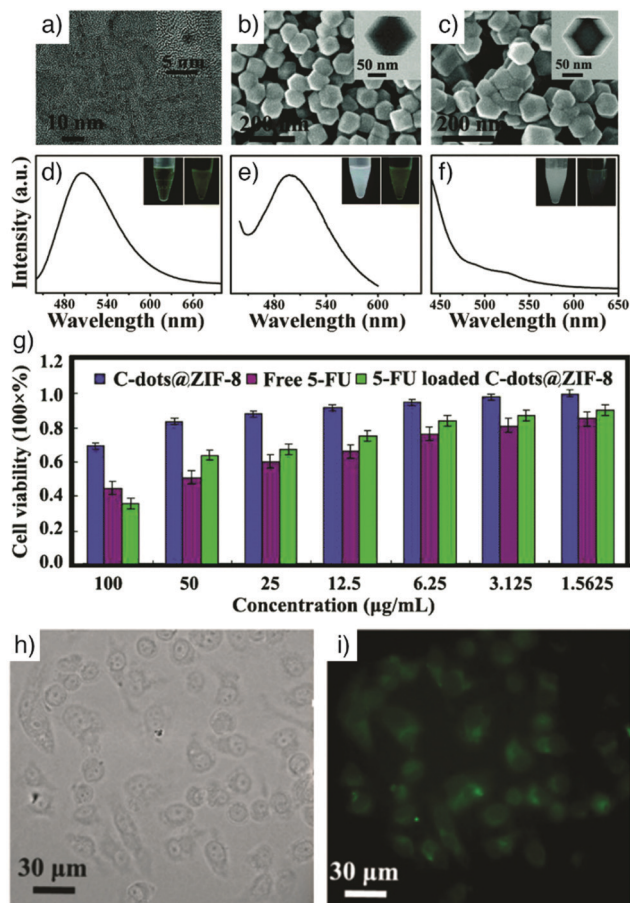 a)
5 nm
10 nm
b)
50 nm
200 nm
c)
50 nm
200 nm
Intensity (a.u.)
d)
480 540 600 660
Wavelength (nm)
e)
480 540 600
Wavelength (nm)
f)
450 500 550 600 650
Wavelength (nm)
g)
Cell viability (100×%)
C-dots@ZIF-8 Free 5-FU 5-FU loaded C-dots@ZIF-8
1.2
1.0
0.8
0.6
0.4
0.2
0.0
100 50 25 12.5 6.25 3.125 1.5625
Concentration (µg/mL)
h)
30 µm
i)
30 µm